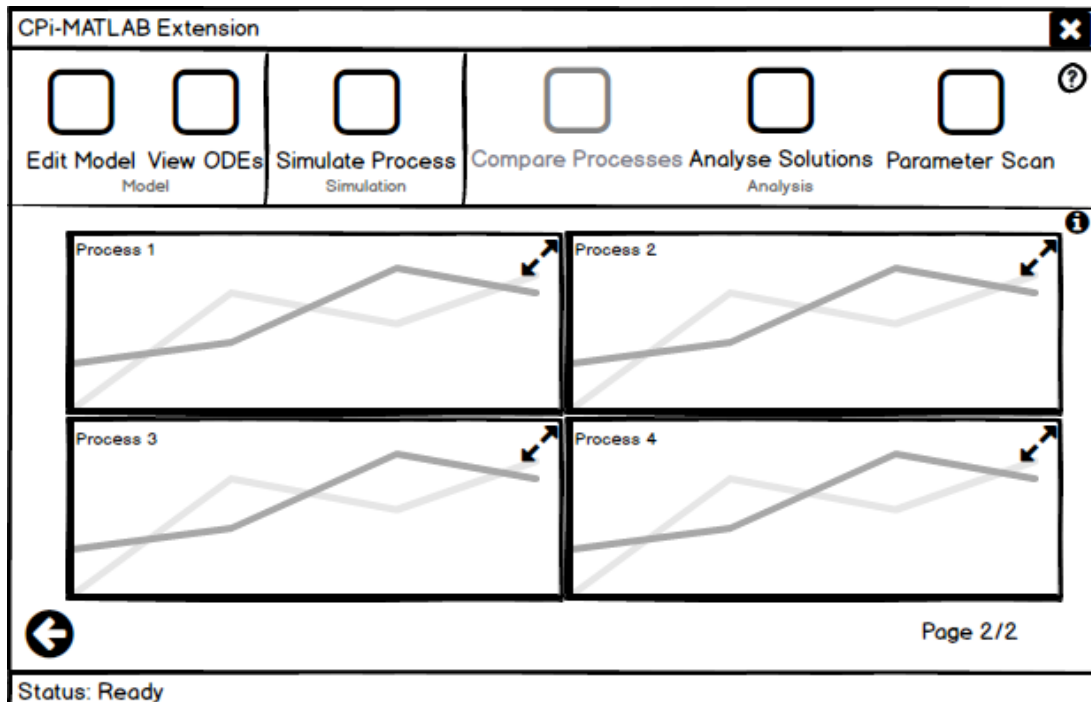 CPi-MATLAB Extension
Edit Model View ODEs Simulate Process Compare Processes Analyse Solutions Parameter Scan
Model Simulation Analysis
Process 1 Process 2
Process 3 Process 4
Page 2/2
Status: Ready